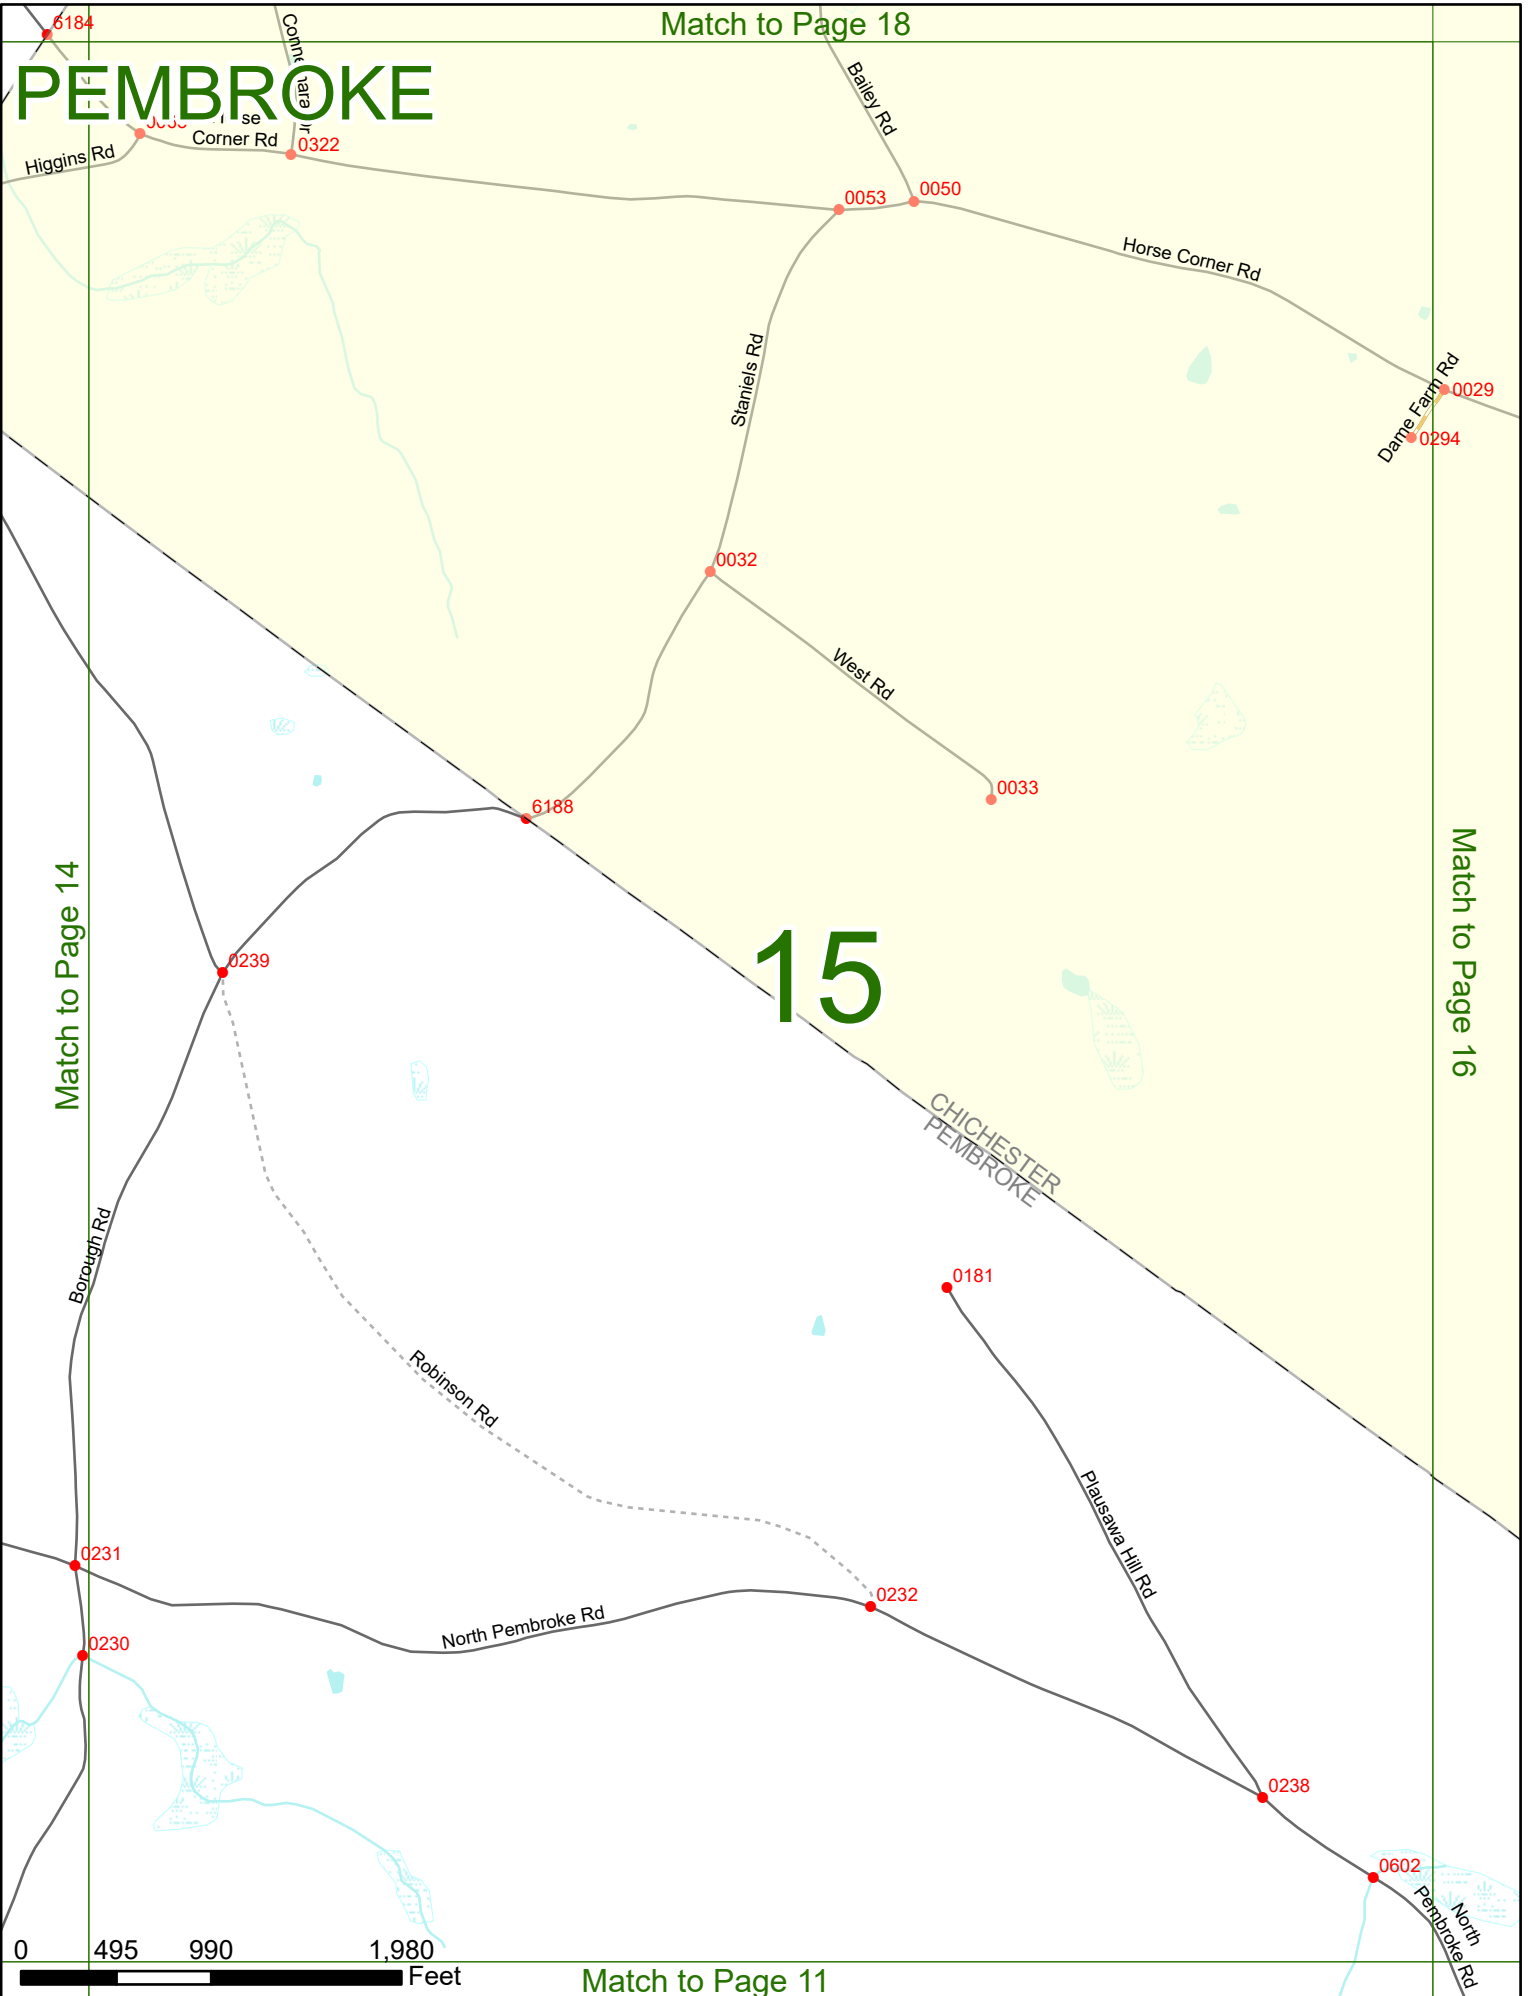 Match to Page 18
6184
PEMBROKE
Corner Rd
0322
Higgins Rd
Bailey Rd
0053
0050
Horse Corner Rd
Staniels Rd
Dame Farm Rd
0029
0294
0032
West Rd
0033
6188
Match to Page 14
Match to Page 16
0239
15
CHICHESTER
PEMBROKE
Borough Rd
0181
Robinson Rd
Plausawa Hill Rd
0231
0232
North Pembroke Rd
0230
0238
0602
North
Pembroke Rd
0 495 990 1,980
Feet
Match to Page 11